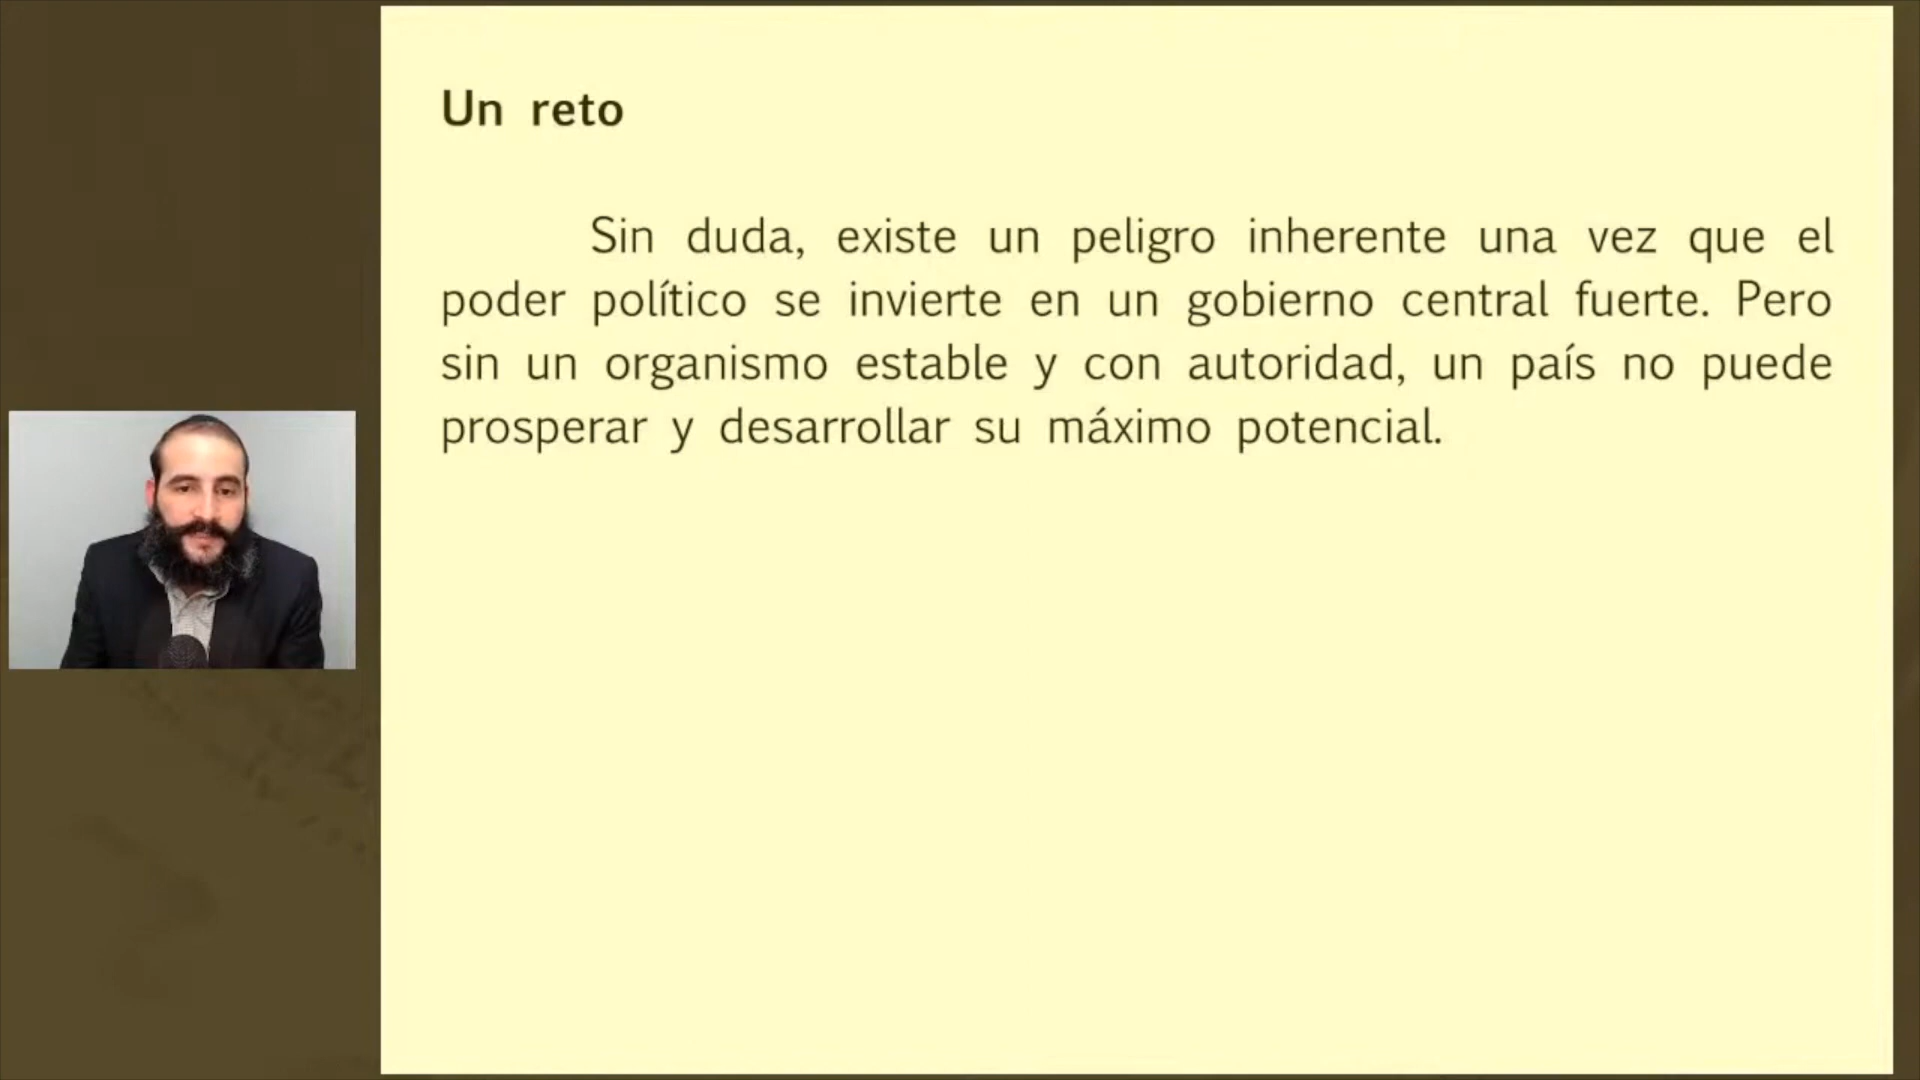 Un reto
Sin duda, existe un peligro inherente una vez que el
poder político se invierte en un gobierno central fuerte. Pero
sin un organismo estable y con autoridad, un país no puede
prosperar y desarrollar su máximo potencial.